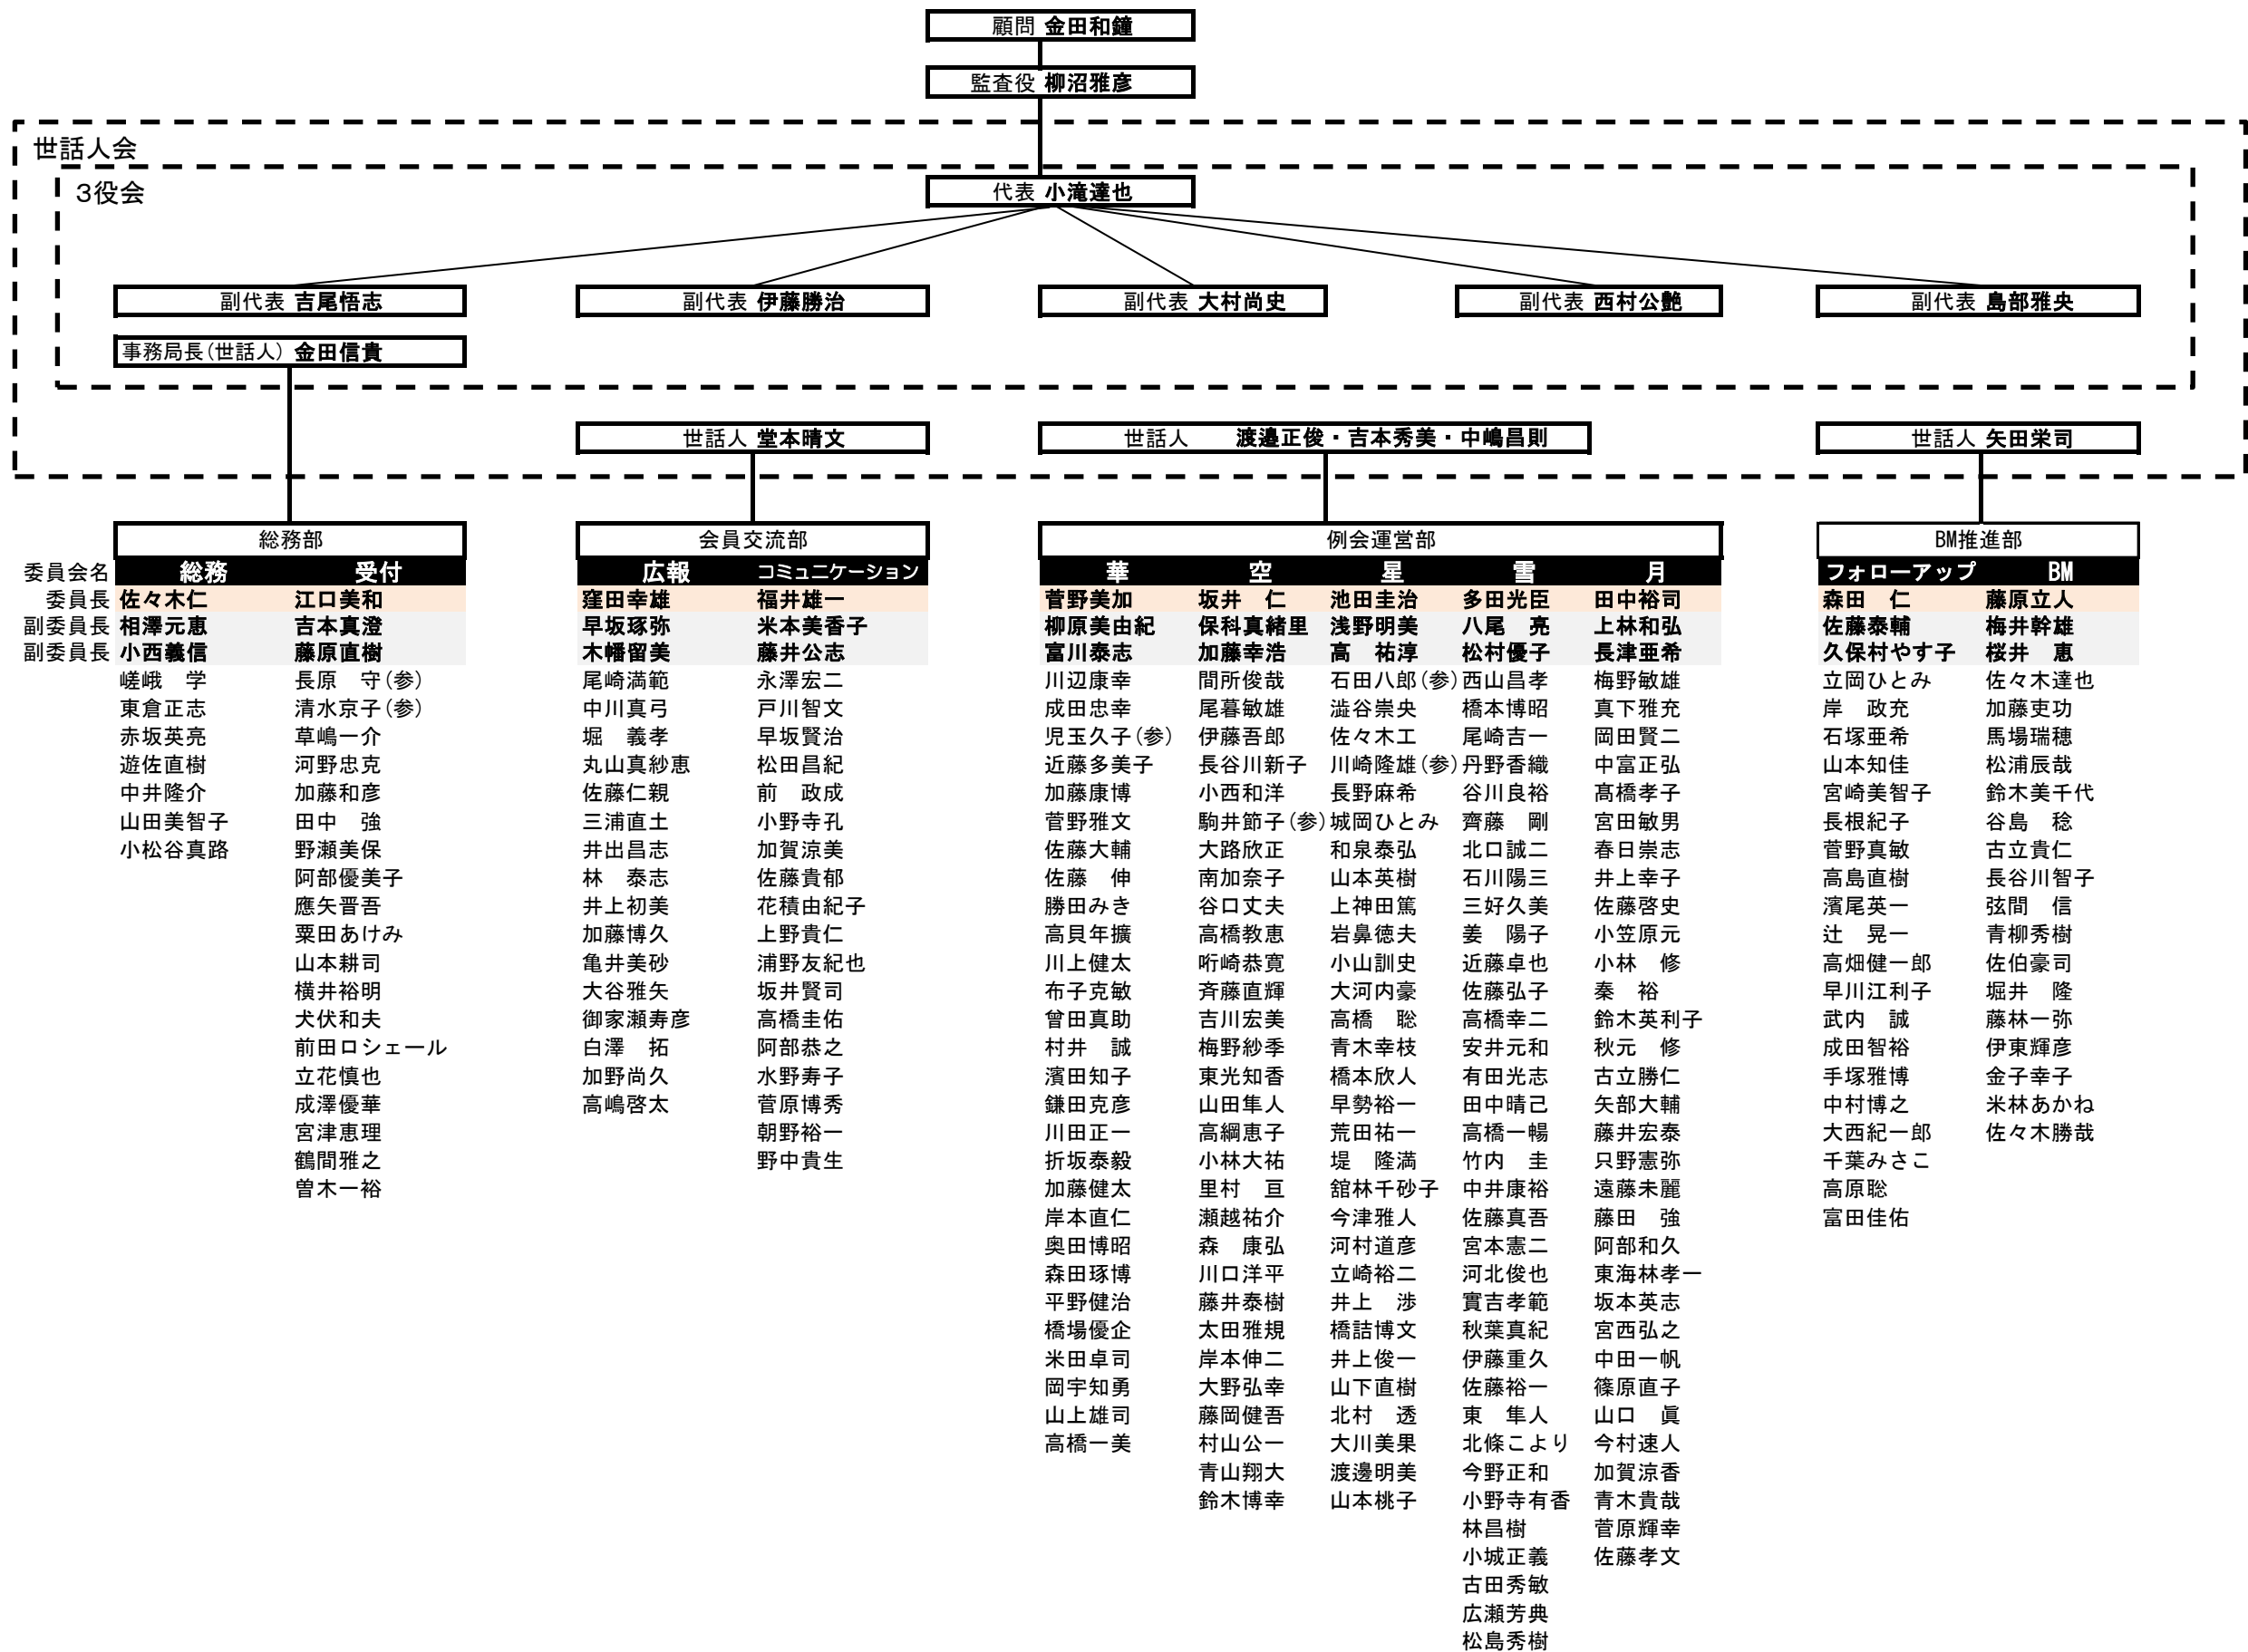 顧問 金田和鐘
監査役 柳沼雅彦
世話人会
3役会
代表 小滝達也
副代表 吉尾悟志 副代表 伊藤勝治 副代表 大村尚史 副代表 西村公艶 副代表 島部雅央
事務局長(世話人) 金田信貴
世話人 堂本晴文 世話人 渡邉正俊・吉本秀美・中嶋昌則 世話人 矢田栄司
総務部 会員交流部 例会運営部 BM推進部
委員会名 総務 受付 広報 コミュニケーション 華 空 星 雪 月 フォローアップ BM
委員長 佐々木仁 江口美和 窪田幸雄 福井雄一 菅野美加 坂井 仁 池田圭治 多田光臣 田中裕司 森田 仁 藤原立人
副委員長 相澤元恵 吉本真澄 早坂琢弥 米本美香子 柳原美由紀 保科真緒里 浅野明美 八尾 亮 上林和弘 佐藤泰輔 梅井幹雄
副委員長 小西義信 藤原直樹 木幡留美 藤井公志 富川泰志 加藤幸浩 高 祐淳 松村優子 長津亜希 久保村やす子 桜井 恵
嵯峨 学 長原 守(参) 尾崎満範 永澤宏二 川辺康幸 間所俊哉 石田八郎(参) 西山昌孝 梅野敏雄 立岡ひとみ 佐々木達也
東倉正志 清水京子(参) 中川真弓 戸川智文 成田忠幸 尾暮敏雄 澁谷崇央 橋本博昭 真下雅充 岸 政充 加藤吏功
赤坂英亮 草嶋一介 堀 義孝 早坂賢治 児玉久子(参) 伊藤吾郎 佐々木工 尾崎吉一 岡田賢二 石塚亜希 馬場瑞穂
遊佐直樹 河野忠克 丸山真紗恵 松田昌紀 近藤多美子 長谷川新子 川崎隆雄(参) 丹野香織 中富正弘 山本知佳 松浦辰哉
中井隆介 加藤和彦 佐藤仁親 前 政成 加藤康博 小西和洋 長野麻希 谷川良裕 髙橋孝子 宮崎美智子 鈴木美千代
山田美智子 田中 強 三浦直土 小野寺孔 菅野雅文 駒井節子(参) 城岡ひとみ 齊藤 剛 宮田敏男 長根紀子 谷島 稔
小松谷真路 野瀬美保 井出昌志 加賀涼美 佐藤大輔 大路欣正 和泉泰弘 北口誠二 春日崇志 菅野真敏 古立貴仁
阿部優美子 林 泰志 佐藤貴郁 佐藤 伸 南加奈子 山本英樹 石川陽三 井上幸子 高島直樹 長谷川智子
應矢晋吾 井上初美 花積由紀子 勝田みき 谷口丈夫 上神田篤 三好久美 佐藤啓史 濱尾英一 弦間 信
粟田あけみ 加藤博久 上野貴仁 高貝年擴 高橋教恵 岩鼻徳夫 姜 陽子 小笠原元 辻 晃一 青柳秀樹
山本耕司 亀井美砂 浦野友紀也 川上健太 哘崎恭寛 小山訓史 近藤卓也 小林 修 高畑健一郎 佐伯豪司
横井裕明 大谷雅矢 坂井賢司 布子克敏 斉藤直輝 大河内豪 佐藤弘子 秦 裕 早川江利子 堀井 隆
犬伏和夫 御家瀬寿彦 高橋圭佑 曾田真助 吉川宏美 高橋 聡 高橋幸二 鈴木英利子 武内 誠 藤林一弥
前田ロシェール 白澤 拓 阿部恭之 村井 誠 梅野紗季 青木幸枝 安井元和 秋元 修 成田智裕 伊東輝彦
立花慎也 加野尚久 水野寿子 濱田知子 東光知香 橋本欣人 有田光志 古立勝仁 手塚雅博 金子幸子
成澤優華 高嶋啓太 菅原博秀 鎌田克彦 山田隼人 早勢裕一 田中晴己 矢部大輔 中村博之 米林あかね
宮津恵理 朝野裕一 川田正一 高綱恵子 荒田祐一 高橋一暢 藤井宏泰 大西紀一郎 佐々木勝哉
鶴間雅之 野中貴生 折坂泰毅 小林大祐 堤 隆満 竹内 圭 只野憲弥 千葉みさこ
曽木一裕 加藤健太 里村 亘 舘林千砂子 中井康裕 遠藤未麗 高原聡
岸本直仁 瀬越祐介 今津雅人 佐藤真吾 藤田 強 富田佳佑
奥田博昭 森 康弘 河村道彦 宮本憲二 阿部和久
森田琢博 川口洋平 立崎裕二 河北俊也 東海林孝一
平野健治 藤井泰樹 井上 渉 實吉孝範 坂本英志
橋場優企 太田雅規 橋詰博文 秋葉真紀 宮西弘之
米田卓司 岸本伸二 井上俊一 伊藤重久 中田一帆
岡宇知勇 大野弘幸 山下直樹 佐藤裕一 篠原直子
山上雄司 藤岡健吾 北村 透 東 隼人 山口 眞
高橋一美 村山公一 大川美果 北條こより 今村速人
青山翔大 渡邊明美 今野正和 加賀涼香
鈴木博幸 山本桃子 小野寺有香 青木貴哉
林昌樹 菅原輝幸
小城正義 佐藤孝文
古田秀敏
広瀬芳典
松島秀樹